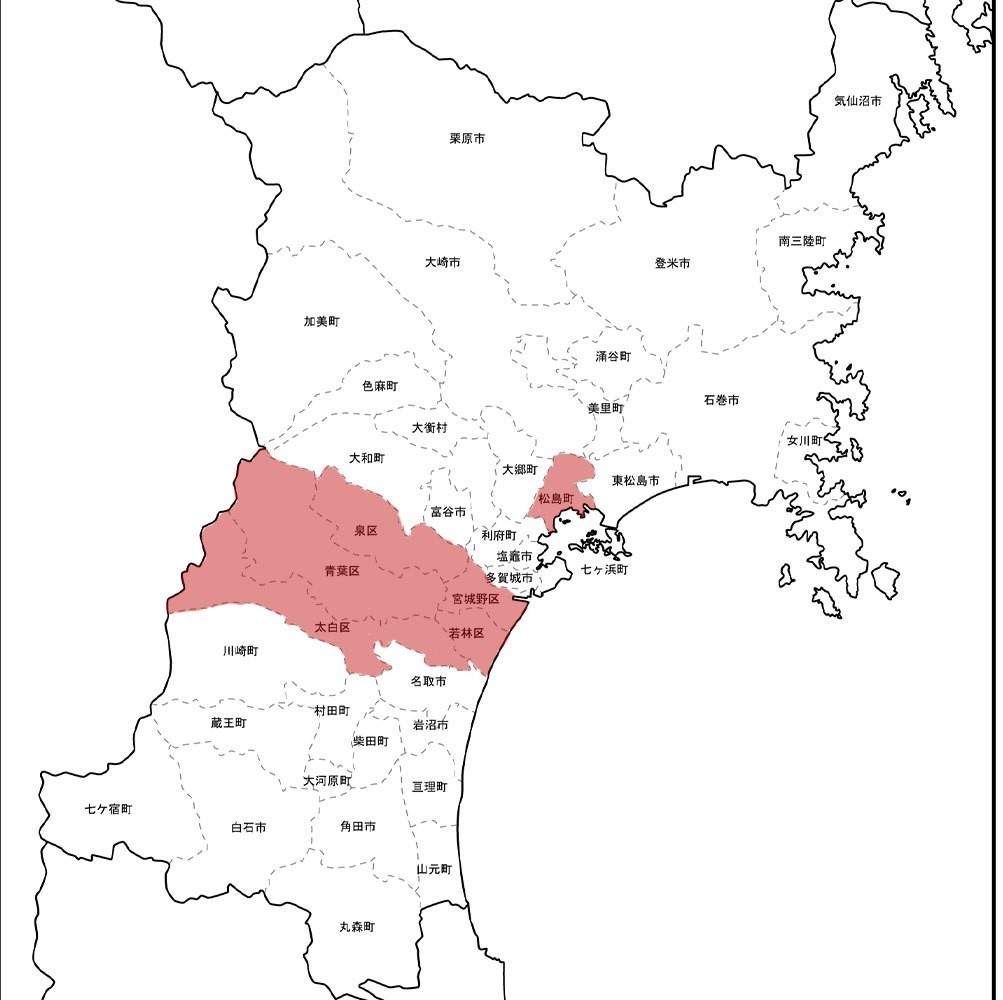 気仙沼市
栗原市
南三陸町
大崎市
登米市
加美町
涌谷町
色麻町
石巻市
美里町
大衡村
女川町
大和町
大郷町
東松島市
松島町
富谷市
泉区
利府町
塩竈市
七ヶ浜町
青葉区
多賀城市
宮城野区
太白区
若林区
川崎町
名取市
村田町
蔵王町
岩沼市
柴田町
大河原町
亘理町
七ケ宿町
白石市
角田市
山元町
丸森町